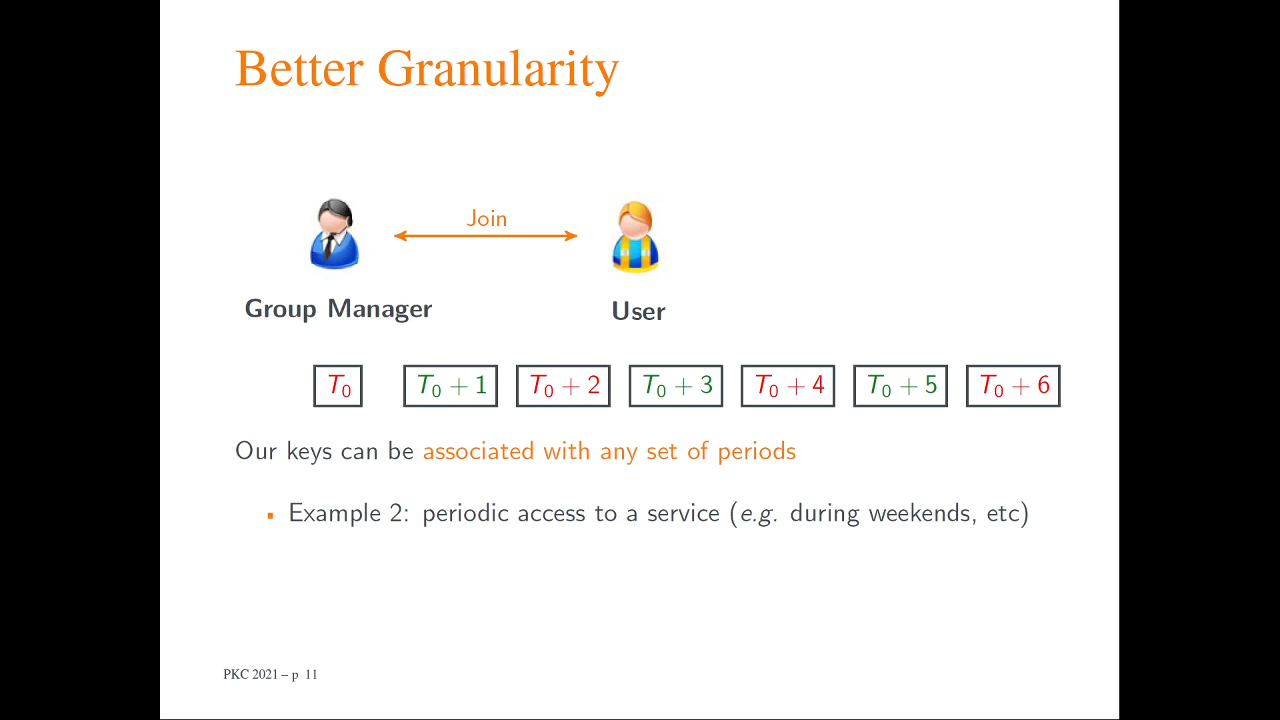 Better Granularity
Join
Group Manager
User
T₀ T₀ + 1 T₀ + 2 T₀ + 3 T₀ + 4 T₀ + 5 T₀ + 6
Our keys can be associated with any set of periods
▪ Example 2: periodic access to a service (e.g. during weekends, etc)
PKC 2021 – p 11